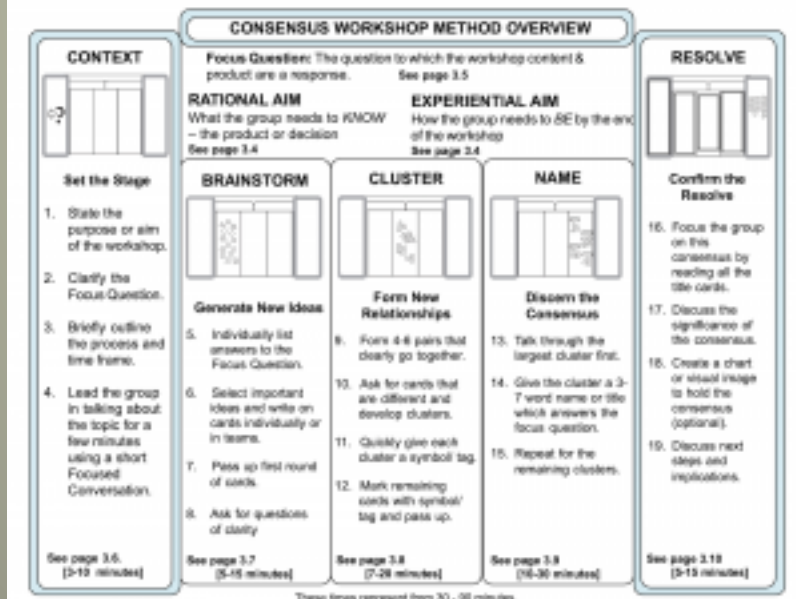 CONSENSUS WORKSHOP METHOD OVERVIEW
CONTEXT
?
Set the Stage
1. State the
purpose or aim
of the workshop.
2. Clarify the
Focus Question.
3. Briefly outline
the process and
time frame.
4. Lead the group
in talking about
the topic for a
few minutes
using a short
Focused
Conversation.
See page 3.6.
[3-10 minutes]
Focus Question: The question to which the workshop content &
product are a response. See page 3.5
RATIONAL AIM
What the group needs to KNOW
– the product or decision
See page 3.4
EXPERIENTIAL AIM
How the group needs to BE by the end
of the workshop
See page 3.4
BRAINSTORM
Generate New Ideas
5. Individually list
answers to the
Focus Question.
6. Select important
ideas and write on
cards individually or
in teams.
7. Pass up first round
of cards.
8. Ask for questions
of clarity
See page 3.7
[5-15 minutes]
CLUSTER
Form New
Relationships
9. Form 4-6 pairs that
clearly go together.
10. Ask for cards that
are different and
develop clusters.
11. Quickly give each
cluster a symbol tag.
12. Mark remaining
cards with symbol/
tag and pass up.
See page 3.8
[7-20 minutes]
NAME
Discern the
Consensus
13. Talk through the
largest cluster first.
14. Give the cluster a 3-
7 word name or title
which answers the
focus question.
15. Repeat for the
remaining clusters.
See page 3.9
[10-30 minutes]
RESOLVE
Confirm the
Resolve
16. Focus the group
on this
consensus by
reading all the
title cards.
17. Discuss the
significance of
the consensus.
18. Create a chart
or visual image
to hold the
consensus
(optional).
19. Discuss next
steps and
implications.
See page 3.10
[5-15 minutes]
These times represent from 30 - 90 minutes